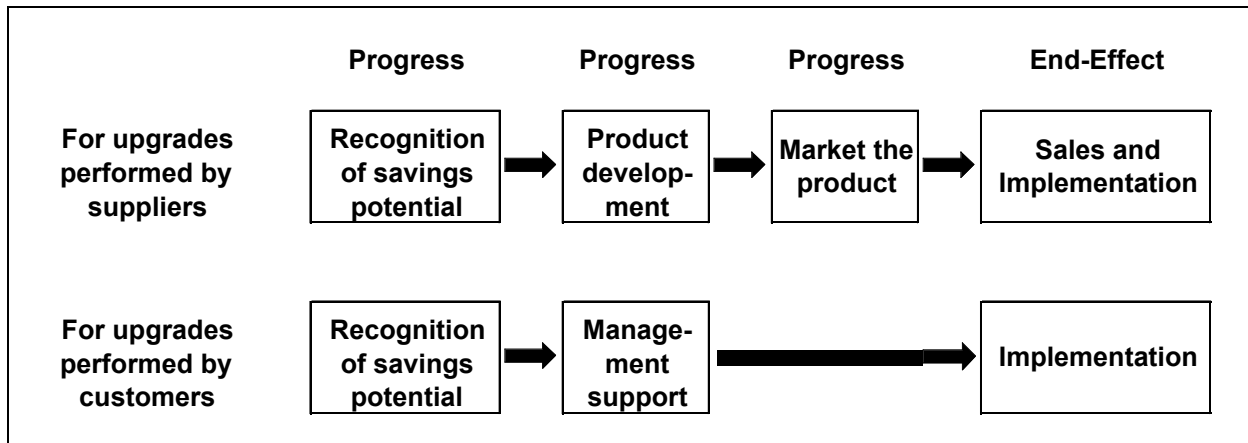 Progress Progress Progress End-Effect
For upgrades
performed by
suppliers
Recognition
of savings
potential
Product
develop-
ment
Market the
product
Sales and
Implementation
For upgrades
performed by
customers
Recognition
of savings
potential
Manage-
ment
support
Implementation